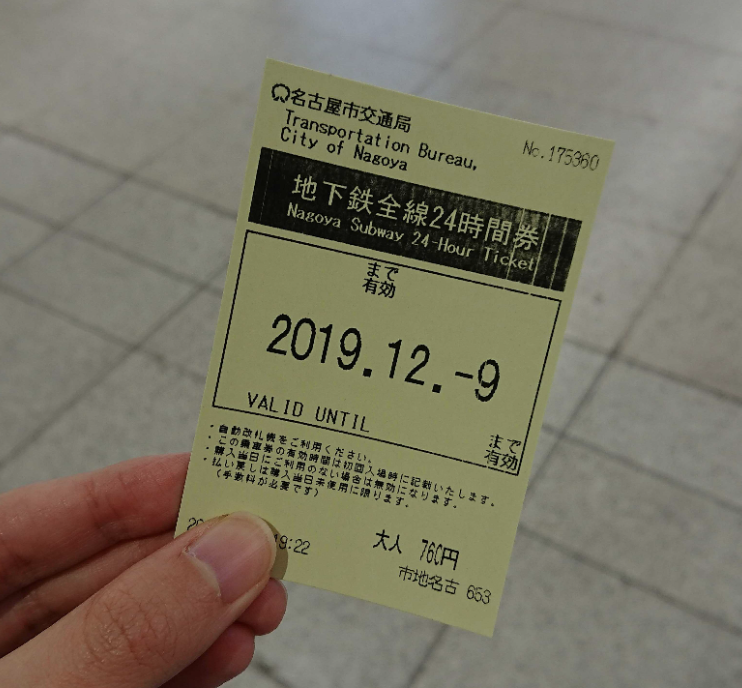 名古屋市交通局
Transportation Bureau,
City of Nagoya
No.175360
地下鉄全線24時間券
Nagoya Subway 24-Hour Ticket
まで
有効
2019.12.-9
VALID UNTIL
まで
有効
・自動改札機をご利用ください。
・この乗車券の有効時間は初回入場時に記載いたします。
・購入当日にご利用のない場合は無効になります。
・払い戻しは購入当日未使用に限ります。
(手数料が必要です)
大人 760円
市地名古 653